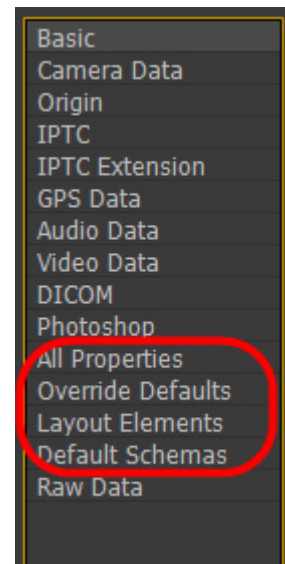 Basic
Camera Data
Origin
IPTC
IPTC Extension
GPS Data
Audio Data
Video Data
DICOM
Photoshop
All Properties
Override Defaults
Layout Elements
Default Schemas
Raw Data